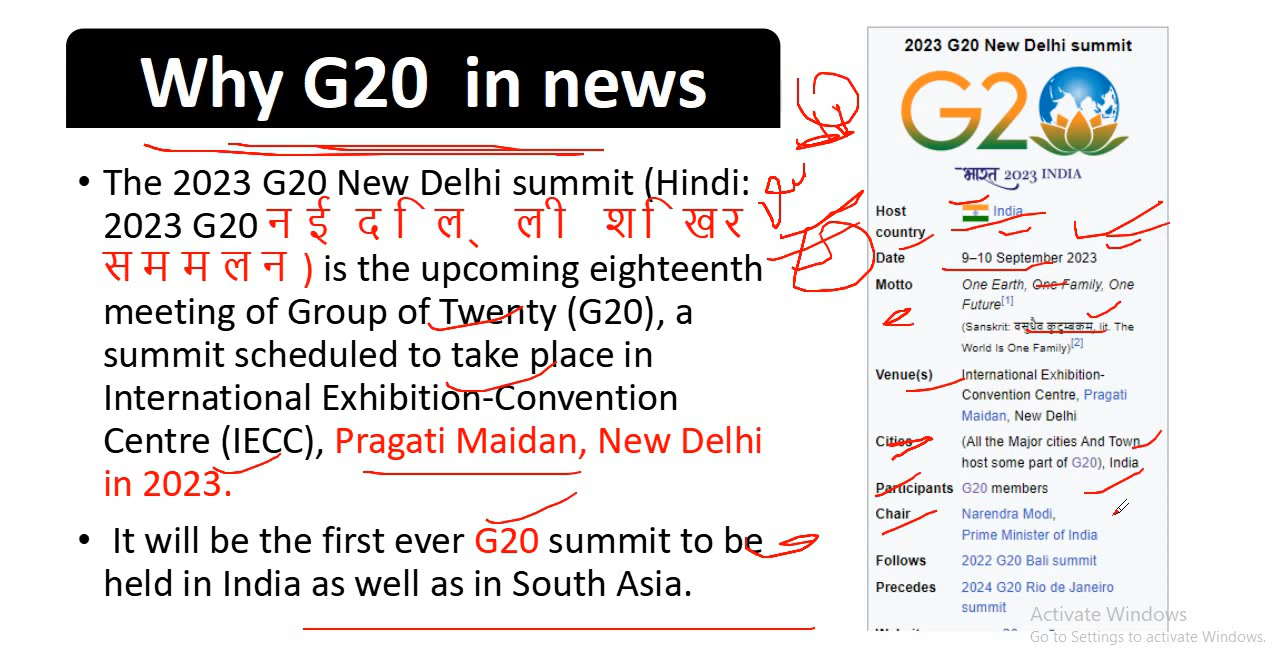 Why G20 in news
• The 2023 G20 New Delhi summit (Hindi:
2023 G20 न ई द ि ल ् ली श ि खर
स म म ल न ) is the upcoming eighteenth
meeting of Group of Twenty (G20), a
summit scheduled to take place in
International Exhibition-Convention
Centre (IECC), Pragati Maidan, New Delhi
in 2023.
• It will be the first ever G20 summit to be
held in India as well as in South Asia.
2023 G20 New Delhi summit
G20
भारत 2023 INDIA
Host country India
Date 9–10 September 2023
Motto One Earth, One Family, One
Future[1]
(Sanskrit: वसुधैव कुटुम्बकम, lit. The
World Is One Family)[2]
Venue(s) International Exhibition-
Convention Centre, Pragati
Maidan, New Delhi
Cities (All the Major cities And Town
host some part of G20), India
Participants G20 members
Chair Narendra Modi,
Prime Minister of India
Follows 2022 G20 Bali summit
Precedes 2024 G20 Rio de Janeiro
summit
Activate Windows
Go to Settings to activate Windows.